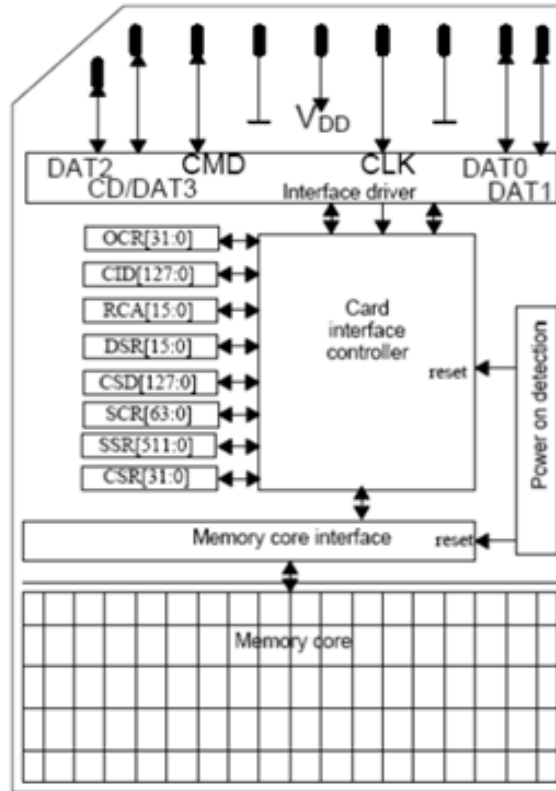 V_DD
DAT2 CMD CLK DAT0
CD/DAT3 Interface driver DAT1
OCR[31:0]
CID[127:0]
RCA[15:0]
DSR[15:0]
CSD[127:0]
SCR[63:0]
SSR[511:0]
CSR[31:0]
Card
interface
controller
reset
Power on detection
Memory core interface reset
Memory core